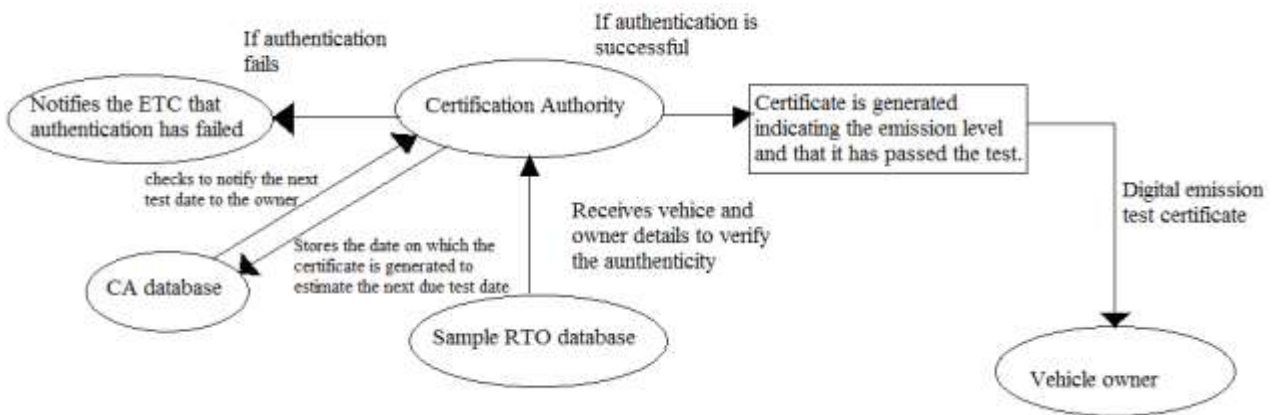 If authentication
fails
If authentication is
successful
Notifies the ETC that
authentication has failed
Certification Authority
Certificate is generated
indicating the emission level
and that it has passed the test.
checks to notify the next
test date to the owner
Digital emission
test certificate
Receives vehice and
owner details to verify
the aunthenticity
Stores the date on which the
certificate is generated to
estimate the next due test date
CA database
Sample RTO database
Vehicle owner